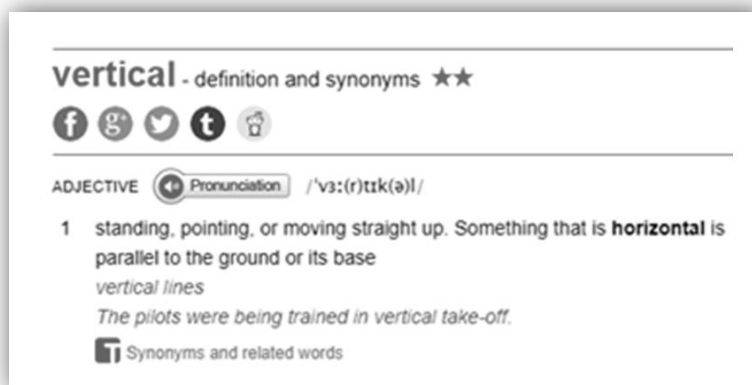 vertical - definition and synonyms ★★
f g+ t
ADJECTIVE Pronunciation /ˈvɜː(r)tɪk(ə)l/
1 standing, pointing, or moving straight up. Something that is horizontal is
parallel to the ground or its base
vertical lines
The pilots were being trained in vertical take-off.
T Synonyms and related words